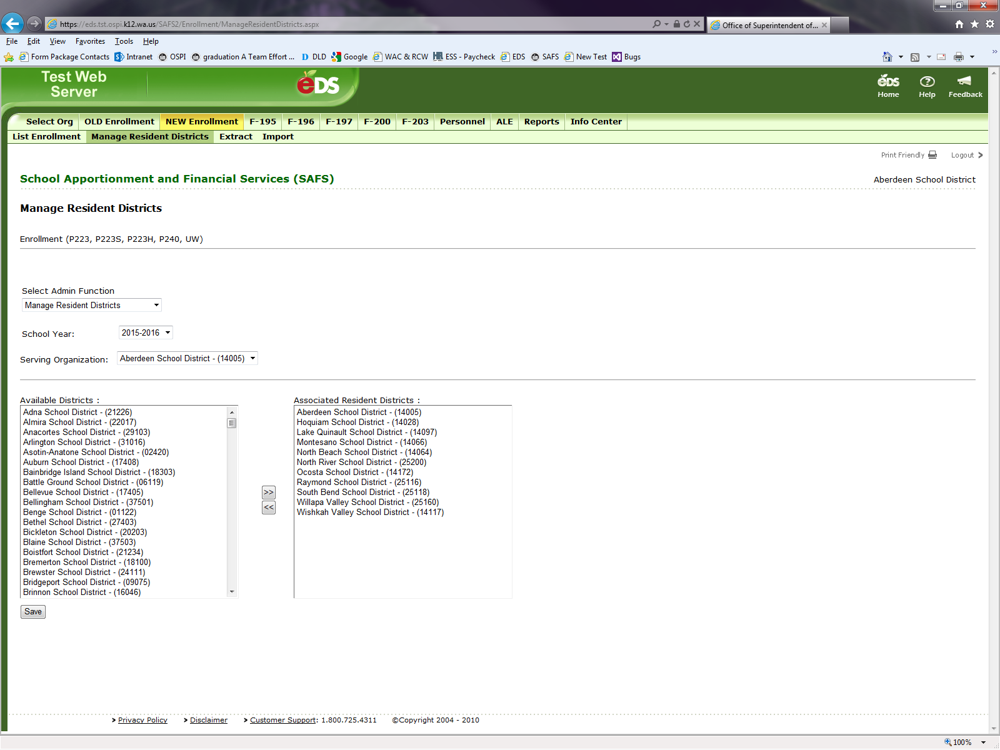 https://eds.tst.ospi.k12.wa.us/SAFS2/Enrollment/ManageResidentDistricts.aspx
Office of Superintendent of...
File Edit View Favorites Tools Help
Form Package Contacts Intranet OSPI graduation A Team Effort ... D DLD Google WAC & RCW ESS - Paycheck EDS SAFS New Test Bugs
Test Web
Server
eDS
eDS
Home Help Feedback
Select Org OLD Enrollment NEW Enrollment F-195 F-196 F-197 F-200 F-203 Personnel ALE Reports Info Center
List Enrollment Manage Resident Districts Extract Import
Print Friendly Logout
School Apportionment and Financial Services (SAFS)
Aberdeen School District
Manage Resident Districts
Enrollment (P223, P223S, P223H, P240, UW)
Select Admin Function
Manage Resident Districts
School Year: 2015-2016
Serving Organization: Aberdeen School District - (14005)
Available Districts :
Adna School District - (21226)
Almira School District - (22017)
Anacortes School District - (29103)
Arlington School District - (31016)
Asotin-Anatone School District - (02420)
Auburn School District - (17408)
Bainbridge Island School District - (18303)
Battle Ground School District - (06119)
Bellevue School District - (17405)
Bellingham School District - (37501)
Benge School District - (01122)
Bethel School District - (27403)
Bickleton School District - (20203)
Blaine School District - (37503)
Boistfort School District - (21234)
Bremerton School District - (18100)
Brewster School District - (24111)
Bridgeport School District - (09075)
Brinnon School District - (16046)
>>
<<
Associated Resident Districts :
Aberdeen School District - (14005)
Hoquiam School District - (14028)
Lake Quinault School District - (14097)
Montesano School District - (14066)
North Beach School District - (14064)
North River School District - (25200)
Ocosta School District - (14172)
Raymond School District - (25116)
South Bend School District - (25118)
Willapa Valley School District - (25160)
Wishkah Valley School District - (14117)
Save
Privacy Policy Disclaimer Customer Support: 1.800.725.4311 ©Copyright 2004 - 2010
100%